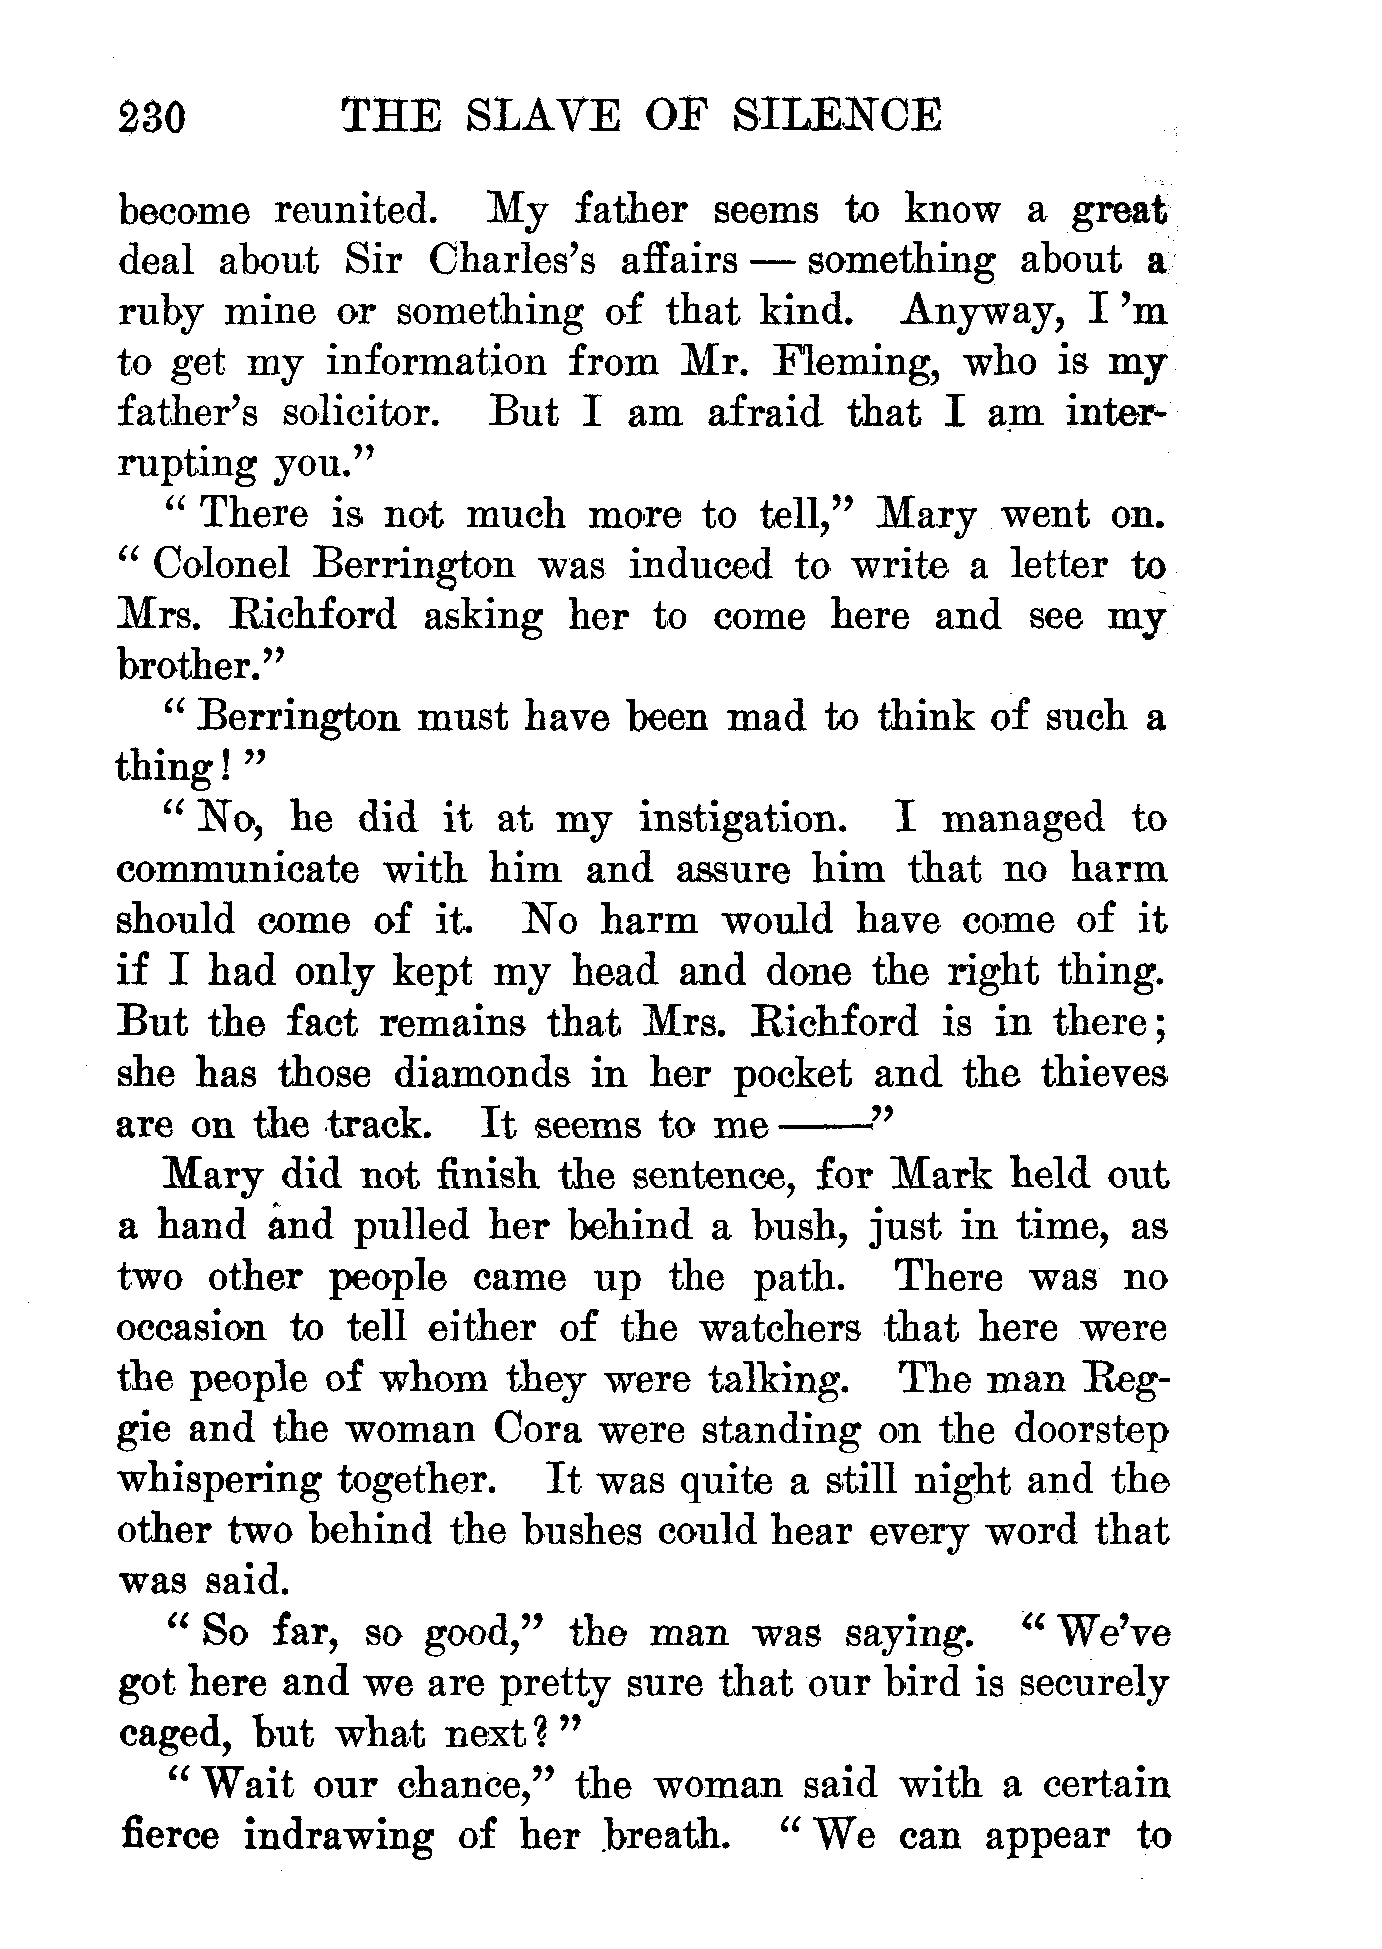 230 THE SLAVE OF SILENCE
become reunited. My father seems to know a great
deal about Sir Charles's affairs — something about a
ruby mine or something of that kind. Anyway, I 'm
to get my information from Mr. Fleming, who is my
father's solicitor. But I am afraid that I am inter-
rupting you."
" There is not much more to tell," Mary went on.
" Colonel Berrington was induced to write a letter to
Mrs. Richford asking her to come here and see my
brother."
" Berrington must have been mad to think of such a
thing! "
" No, he did it at my instigation. I managed to
communicate with him and assure him that no harm
should come of it. No harm would have come of it
if I had only kept my head and done the right thing.
But the fact remains that Mrs. Richford is in there;
she has those diamonds in her pocket and the thieves
are on the track. It seems to me ——"
Mary did not finish the sentence, for Mark held out
a hand and pulled her behind a bush, just in time, as
two other people came up the path. There was no
occasion to tell either of the watchers that here were
the people of whom they were talking. The man Reg-
gie and the woman Cora were standing on the doorstep
whispering together. It was quite a still night and the
other two behind the bushes could hear every word that
was said.
" So far, so good," the man was saying. " We've
got here and we are pretty sure that our bird is securely
caged, but what next? "
" Wait our chance," the woman said with a certain
fierce indrawing of her breath. " We can appear to